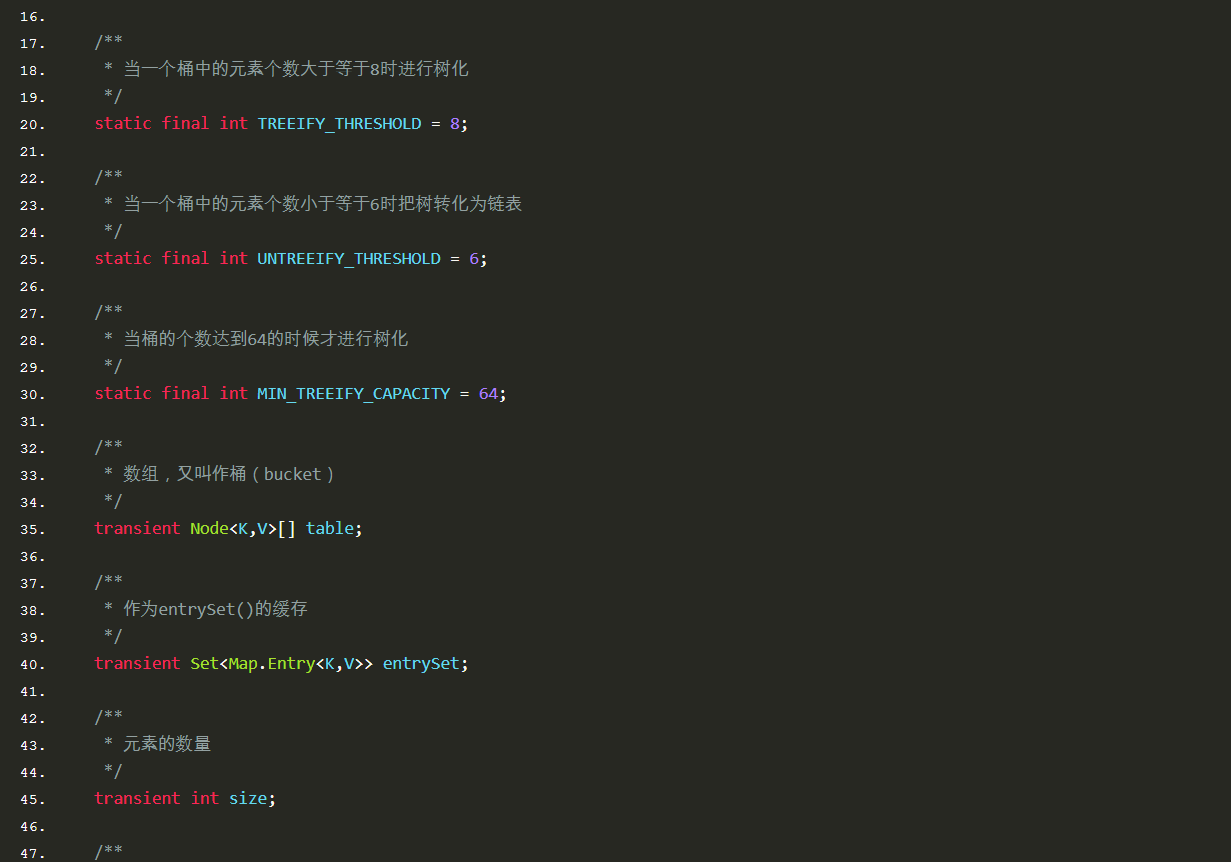 16.
17. /**
18. * 当一个桶中的元素个数大于等于8时进行树化
19. */
20. static final int TREEIFY_THRESHOLD = 8;
21.
22. /**
23. * 当一个桶中的元素个数小于等于6时把树转化为链表
24. */
25. static final int UNTREEIFY_THRESHOLD = 6;
26.
27. /**
28. * 当桶的个数达到64的时候才进行树化
29. */
30. static final int MIN_TREEIFY_CAPACITY = 64;
31.
32. /**
33. * 数组，又叫作桶（bucket）
34. */
35. transient Node<K,V>[] table;
36.
37. /**
38. * 作为entrySet()的缓存
39. */
40. transient Set<Map.Entry<K,V>> entrySet;
41.
42. /**
43. * 元素的数量
44. */
45. transient int size;
46.
47. /**